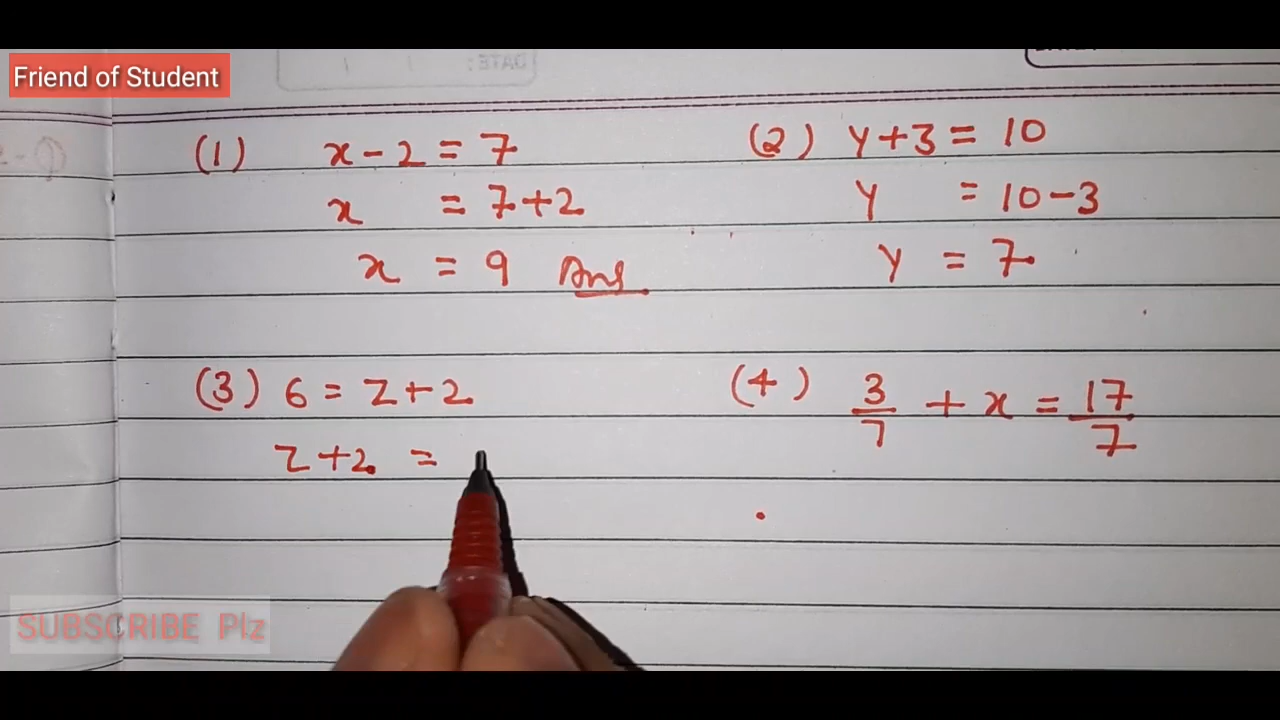 Friend of Student
DATE:
(1) x - 2 = 7
x = 7 + 2
x = 9 Ans
(2) y + 3 = 10
y = 10 - 3
y = 7
(3) 6 = z + 2
z + 2 =
(4) 3/7 + x = 17/7
SUBSCRIBE Plz